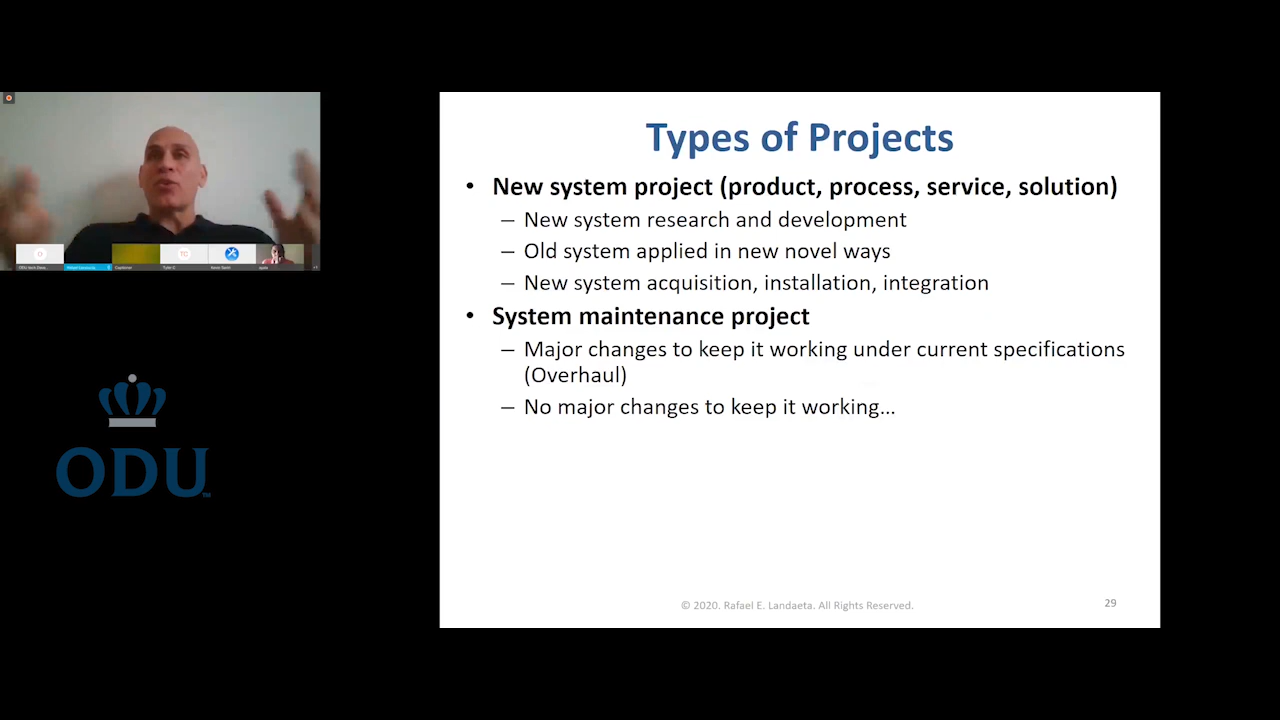 Types of Projects
• New system project (product, process, service, solution)
– New system research and development
– Old system applied in new novel ways
– New system acquisition, installation, integration
• System maintenance project
– Major changes to keep it working under current specifications
(Overhaul)
– No major changes to keep it working...
© 2020. Rafael E. Landaeta. All Rights Reserved.
29
TC
ODU